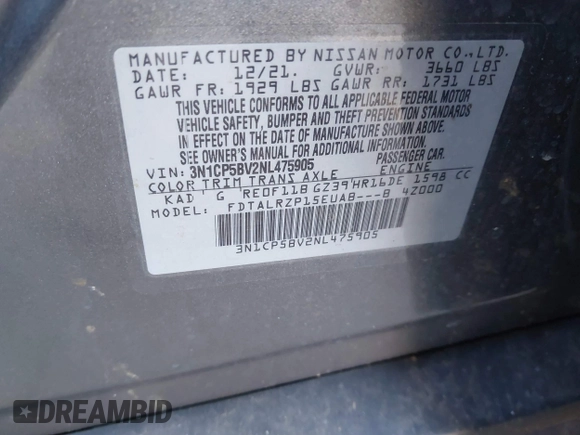 MANUFACTURED BY NISSAN MOTOR CO., LTD.
DATE: 12/21. GVWR: 3660 LBS
GAWR FR: 1929 LBS GAWR RR: 1731 LBS
THIS VEHICLE CONFORMS TO ALL APPLICABLE FEDERAL MOTOR
VEHICLE SAFETY, BUMPER AND THEFT PREVENTION STANDARDS
IN EFFECT ON THE DATE OF MANUFACTURE SHOWN ABOVE.
SEE OWNER'S MANUAL FOR ADDITIONAL INFORMATION.
VIN: 3N1CP5BV2NL475905 PASSENGER CAR.
COLOR TRIM TRANS AXLE ENGINE
KAD G RE0F11B GZ39 HR16DE 1598 CC
MODEL: FDTALRZP15EUAB---B 4Z000
3N1CP5BV2NL475905
DREAMBID